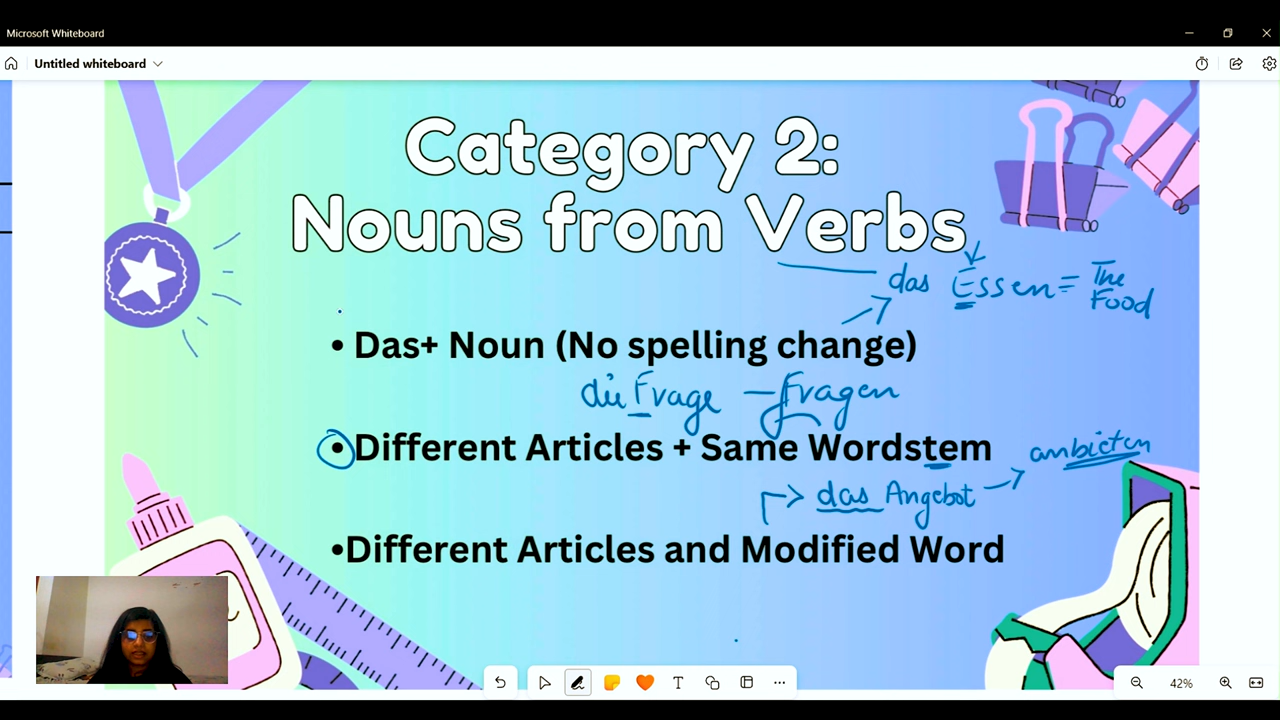 Microsoft Whiteboard
Untitled whiteboard
Category 2:
Nouns from Verbs
das Essen = The Food
• Das+ Noun (No spelling change)
die Frage – fragen
• Different Articles + Same Wordstem
anbieten
das Angebot
•Different Articles and Modified Word
42%